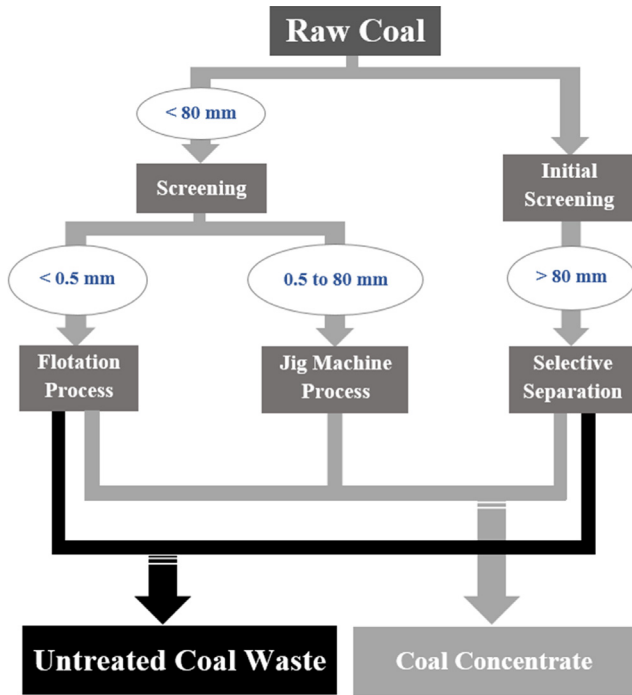 Raw Coal
< 80 mm
Screening
Initial
Screening
< 0.5 mm
0.5 to 80 mm
> 80 mm
Flotation
Process
Jig Machine
Process
Selective
Separation
Untreated Coal Waste
Coal Concentrate